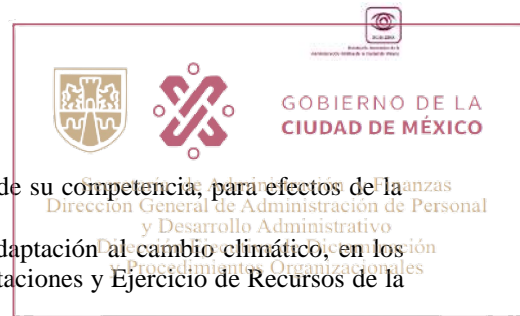 GOBIERNO DE LA
CIUDAD DE MÉXICO
de su competencia, para efectos de la
Secretaría de Administración y Finanzas
Dirección General de Administración de Personal
y Desarrollo Administrativo
daptación al cambio climático, en los
Dirección Ejecutiva de Dictaminación
y Procedimientos Organizacionales
taciones y Ejercicio de Recursos de la